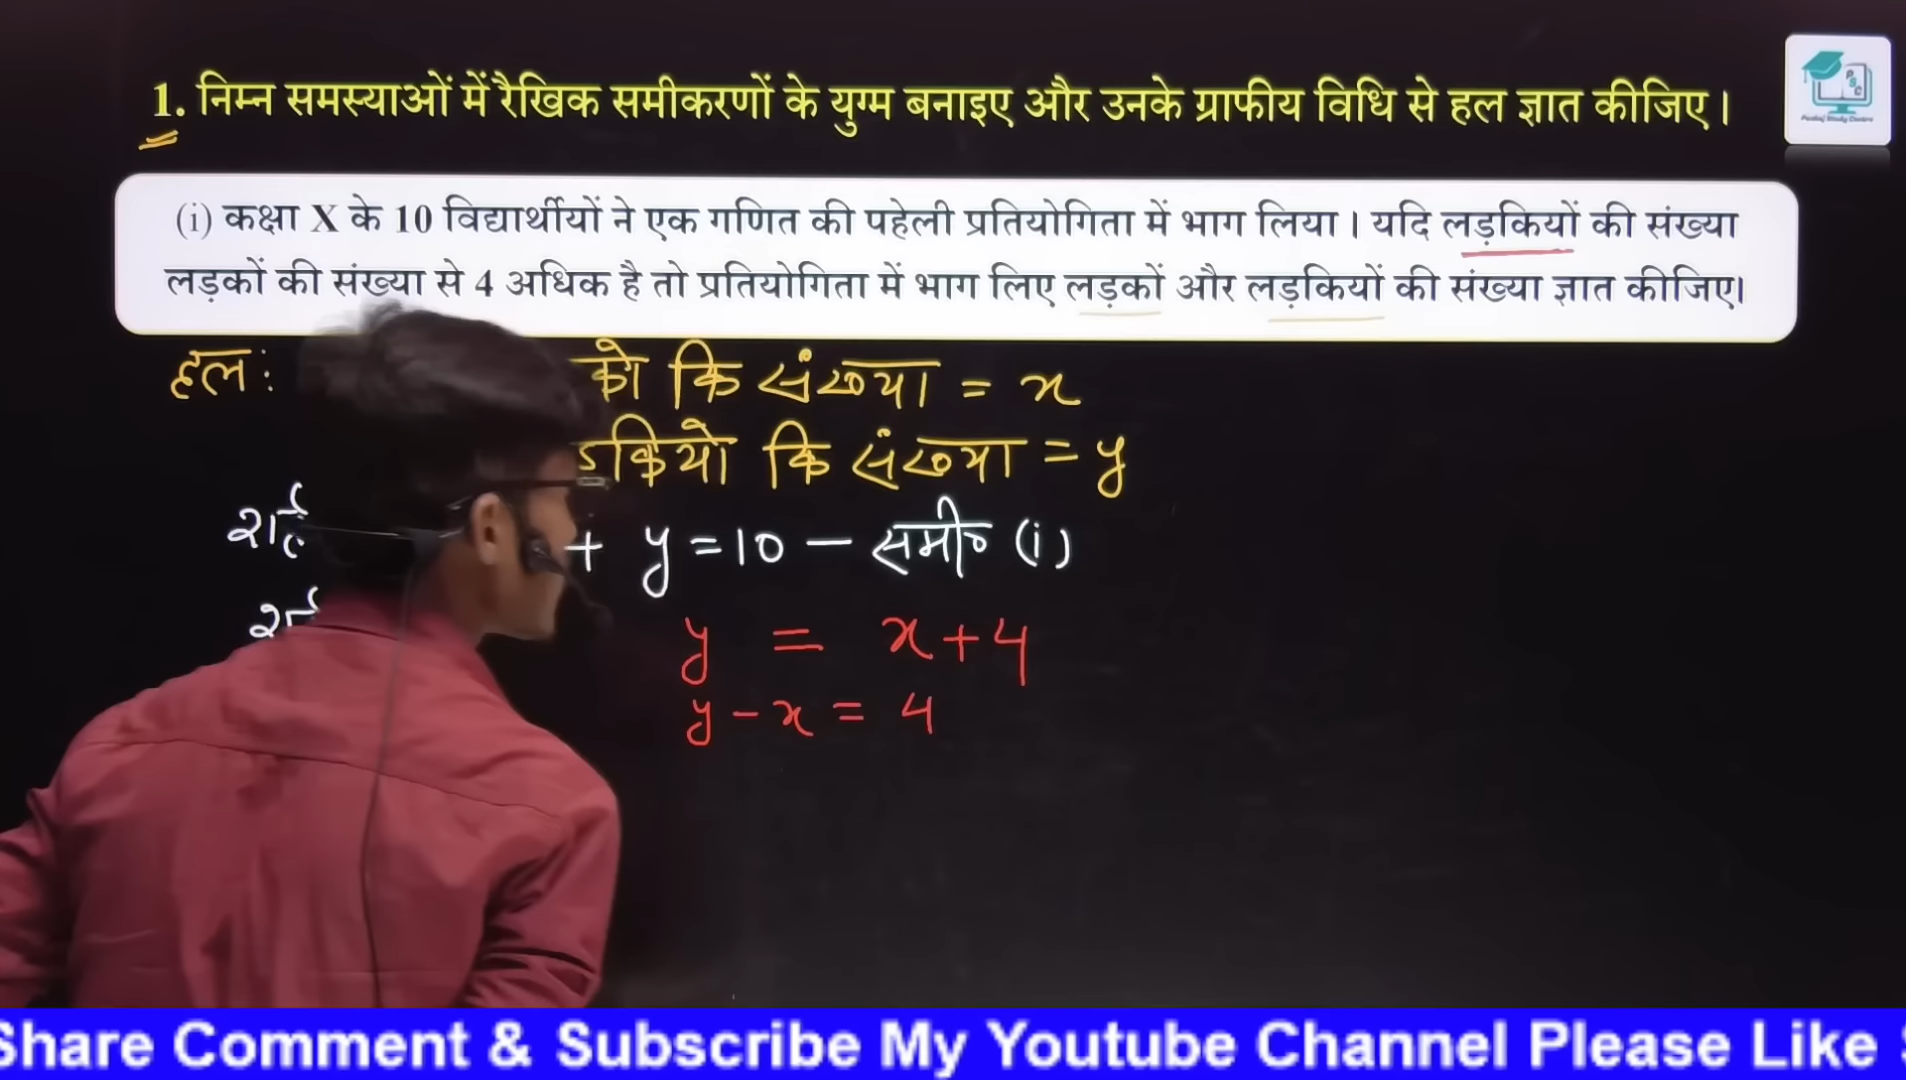 1. निम्न समस्याओं में रैखिक समीकरणों के युग्म बनाइए और उनके ग्राफीय विधि से हल ज्ञात कीजिए।
(i) कक्षा X के 10 विद्यार्थीयों ने एक गणित की पहेली प्रतियोगिता में भाग लिया। यदि लड़कियों की संख्या
लड़कों की संख्या से 4 अधिक है तो प्रतियोगिता में भाग लिए लड़कों और लड़कियों की संख्या ज्ञात कीजिए।
हल: को कि संख्या = x
डकियो कि संख्या = y
शर्त + y = 10 - समी० (i)
y = x + 4
y - x = 4
Share Comment & Subscribe My Youtube Channel Please Like